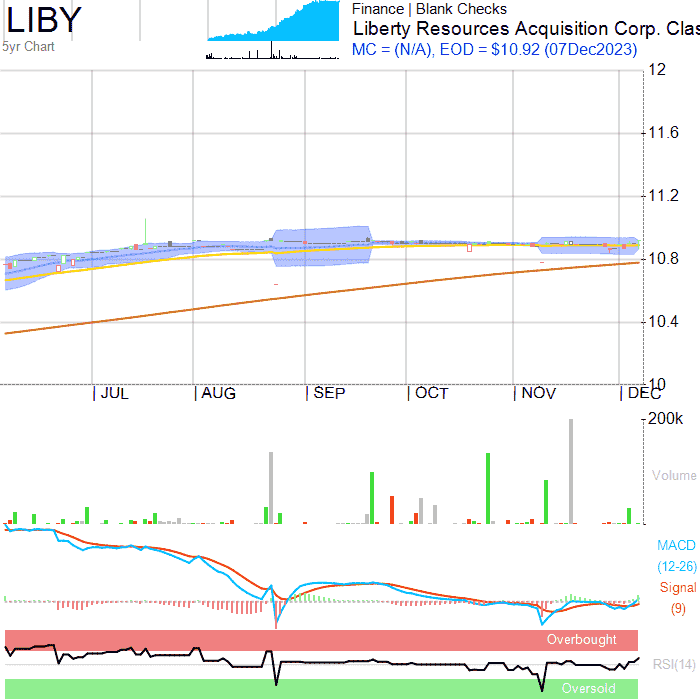 LIBY
5yr Chart
Finance | Blank Checks
Liberty Resources Acquisition Corp. Clas
MC = (N/A), EOD = $10.92 (07Dec2023)
12
11.6
11.2
10.8
10.4
10
JUL AUG SEP OCT NOV DEC
200k
Volume
MACD
(12-26)
Signal
(9)
Overbought
RSI(14)
Oversold